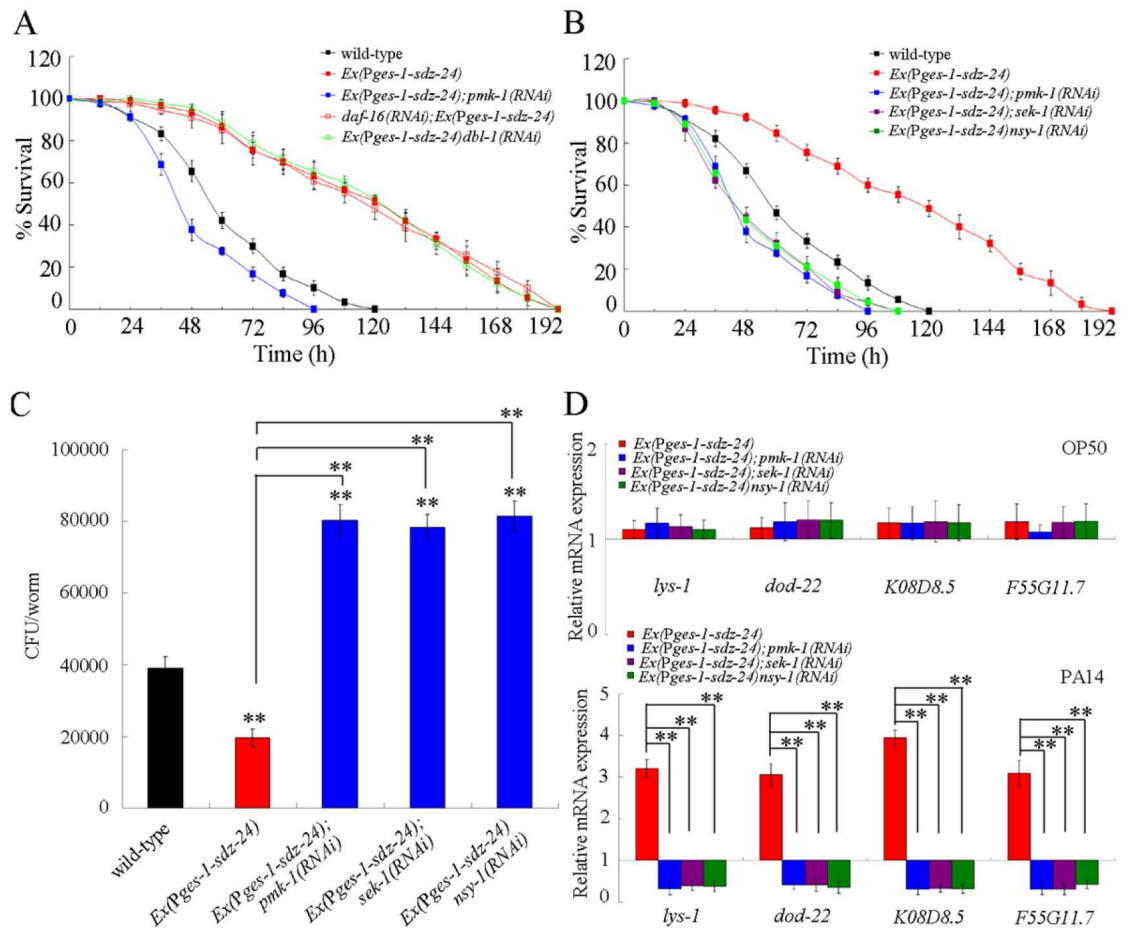 A
wild-type
Ex(Pges-1-sdz-24)
Ex(Pges-1-sdz-24);pmk-1(RNAi)
daf-16(RNAi);Ex(Pges-1-sdz-24)
Ex(Pges-1-sdz-24)dbl-1(RNAi)
120
100
80
60
40
20
0
% Survival
0 24 48 72 96 120 144 168 192
Time (h)
B
wild-type
Ex(Pges-1-sdz-24)
Ex(Pges-1-sdz-24);pmk-1(RNAi)
Ex(Pges-1-sdz-24);sek-1(RNAi)
Ex(Pges-1-sdz-24)nsy-1(RNAi)
120
100
80
60
40
20
0
% Survival
0 24 48 72 96 120 144 168 192
Time (h)
C
100000
80000
60000
40000
20000
0
CFU/worm
**
**
**
** ** **
**
wild-type
Ex(Pges-1-sdz-24)
Ex(Pges-1-sdz-24);
pmk-1(RNAi)
Ex(Pges-1-sdz-24);
sek-1(RNAi)
Ex(Pges-1-sdz-24)
nsy-1(RNAi)
D
Ex(Pges-1-sdz-24)
Ex(Pges-1-sdz-24);pmk-1(RNAi)
Ex(Pges-1-sdz-24);sek-1(RNAi)
Ex(Pges-1-sdz-24)nsy-1(RNAi)
OP50
2
1
0
Relative mRNA expression
lys-1 dod-22 K08D8.5 F55G11.7
Ex(Pges-1-sdz-24)
Ex(Pges-1-sdz-24);pmk-1(RNAi)
Ex(Pges-1-sdz-24);sek-1(RNAi)
Ex(Pges-1-sdz-24)nsy-1(RNAi)
PA14
5
4
3
2
1
0
Relative mRNA expression
** ** **
** ** **
** ** **
** ** **
lys-1 dod-22 K08D8.5 F55G11.7